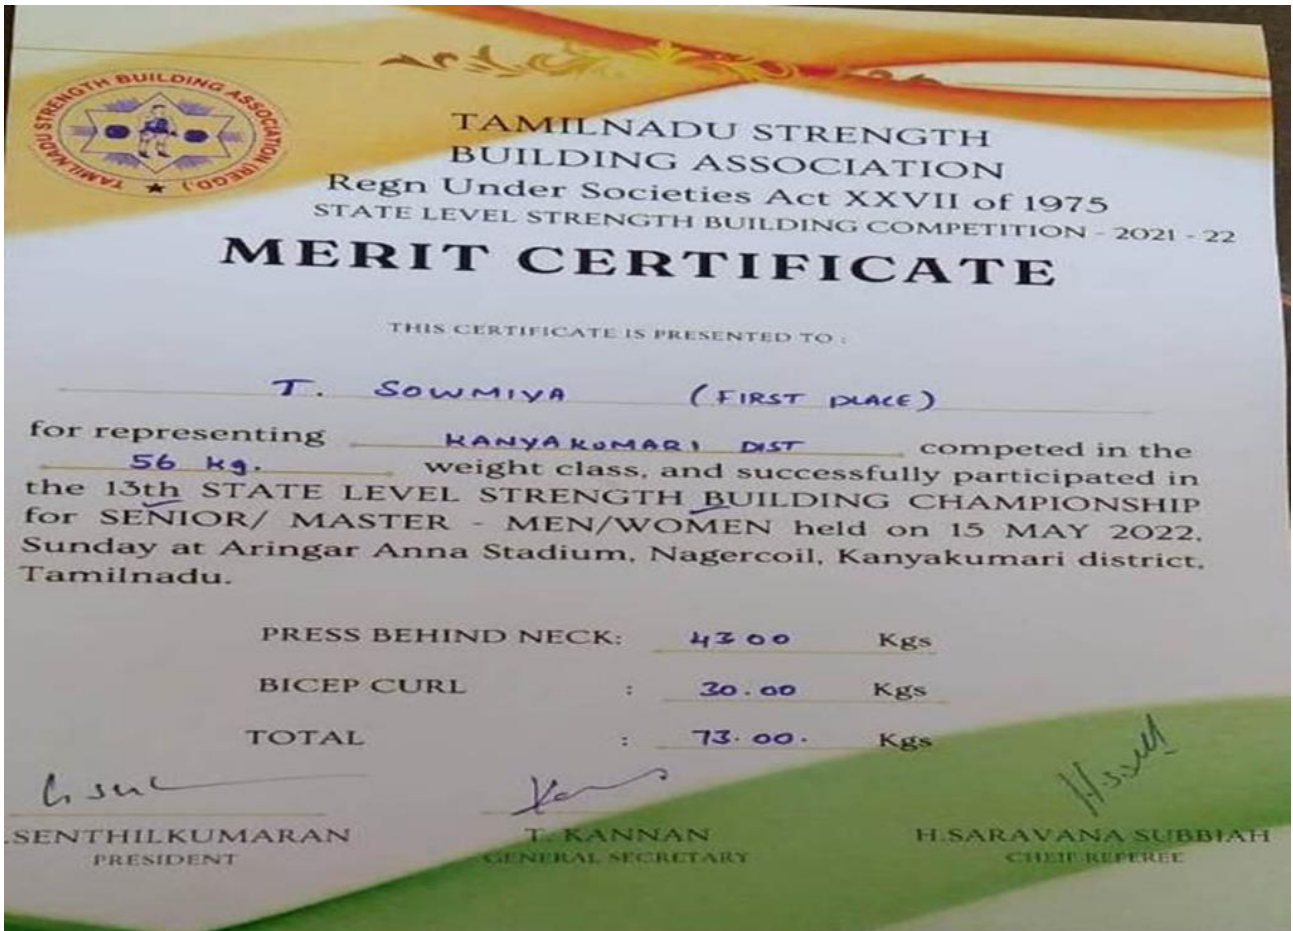 TAMILNADU STRENGTH BUILDING ASSOCIATION (REGD.)
TAMILNADU STRENGTH
BUILDING ASSOCIATION
Regn Under Societies Act XXVII of 1975
STATE LEVEL STRENGTH BUILDING COMPETITION - 2021 - 22
MERIT CERTIFICATE
THIS CERTIFICATE IS PRESENTED TO :
T. SOWMIYA (FIRST PLACE)
for representing KANYAKUMARI DIST competed in the
56 kg. weight class, and successfully participated in
the 13th STATE LEVEL STRENGTH BUILDING CHAMPIONSHIP
for SENIOR/ MASTER - MEN/WOMEN held on 15 MAY 2022,
Sunday at Aringar Anna Stadium, Nagercoil, Kanyakumari district,
Tamilnadu.
PRESS BEHIND NECK: 43 00 Kgs
BICEP CURL : 30.00 Kgs
TOTAL : 73.00. Kgs
.SENTHILKUMARAN T. KANNAN H.SARAVANA SUBBIAH
PRESIDENT GENERAL SECRETARY CHEIF REFEREE